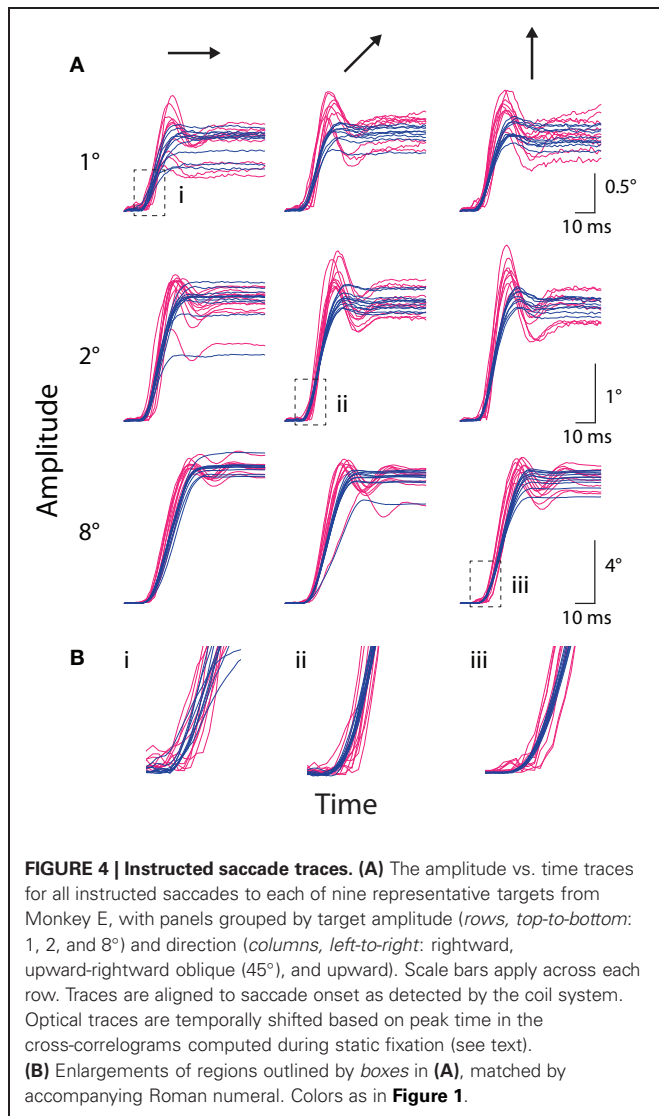 A
1°
i
0.5°
10 ms
2°
ii
1°
10 ms
Amplitude
8°
iii
4°
10 ms
B
i
ii
iii
Time
FIGURE 4 | Instructed saccade traces. (A) The amplitude vs. time traces
for all instructed saccades to each of nine representative targets from
Monkey E, with panels grouped by target amplitude (rows, top-to-bottom:
1, 2, and 8°) and direction (columns, left-to-right: rightward,
upward-rightward oblique (45°), and upward). Scale bars apply across each
row. Traces are aligned to saccade onset as detected by the coil system.
Optical traces are temporally shifted based on peak time in the
cross-correlograms computed during static fixation (see text).
(B) Enlargements of regions outlined by boxes in (A), matched by
accompanying Roman numeral. Colors as in Figure 1.